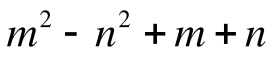 m² - n² + m + n